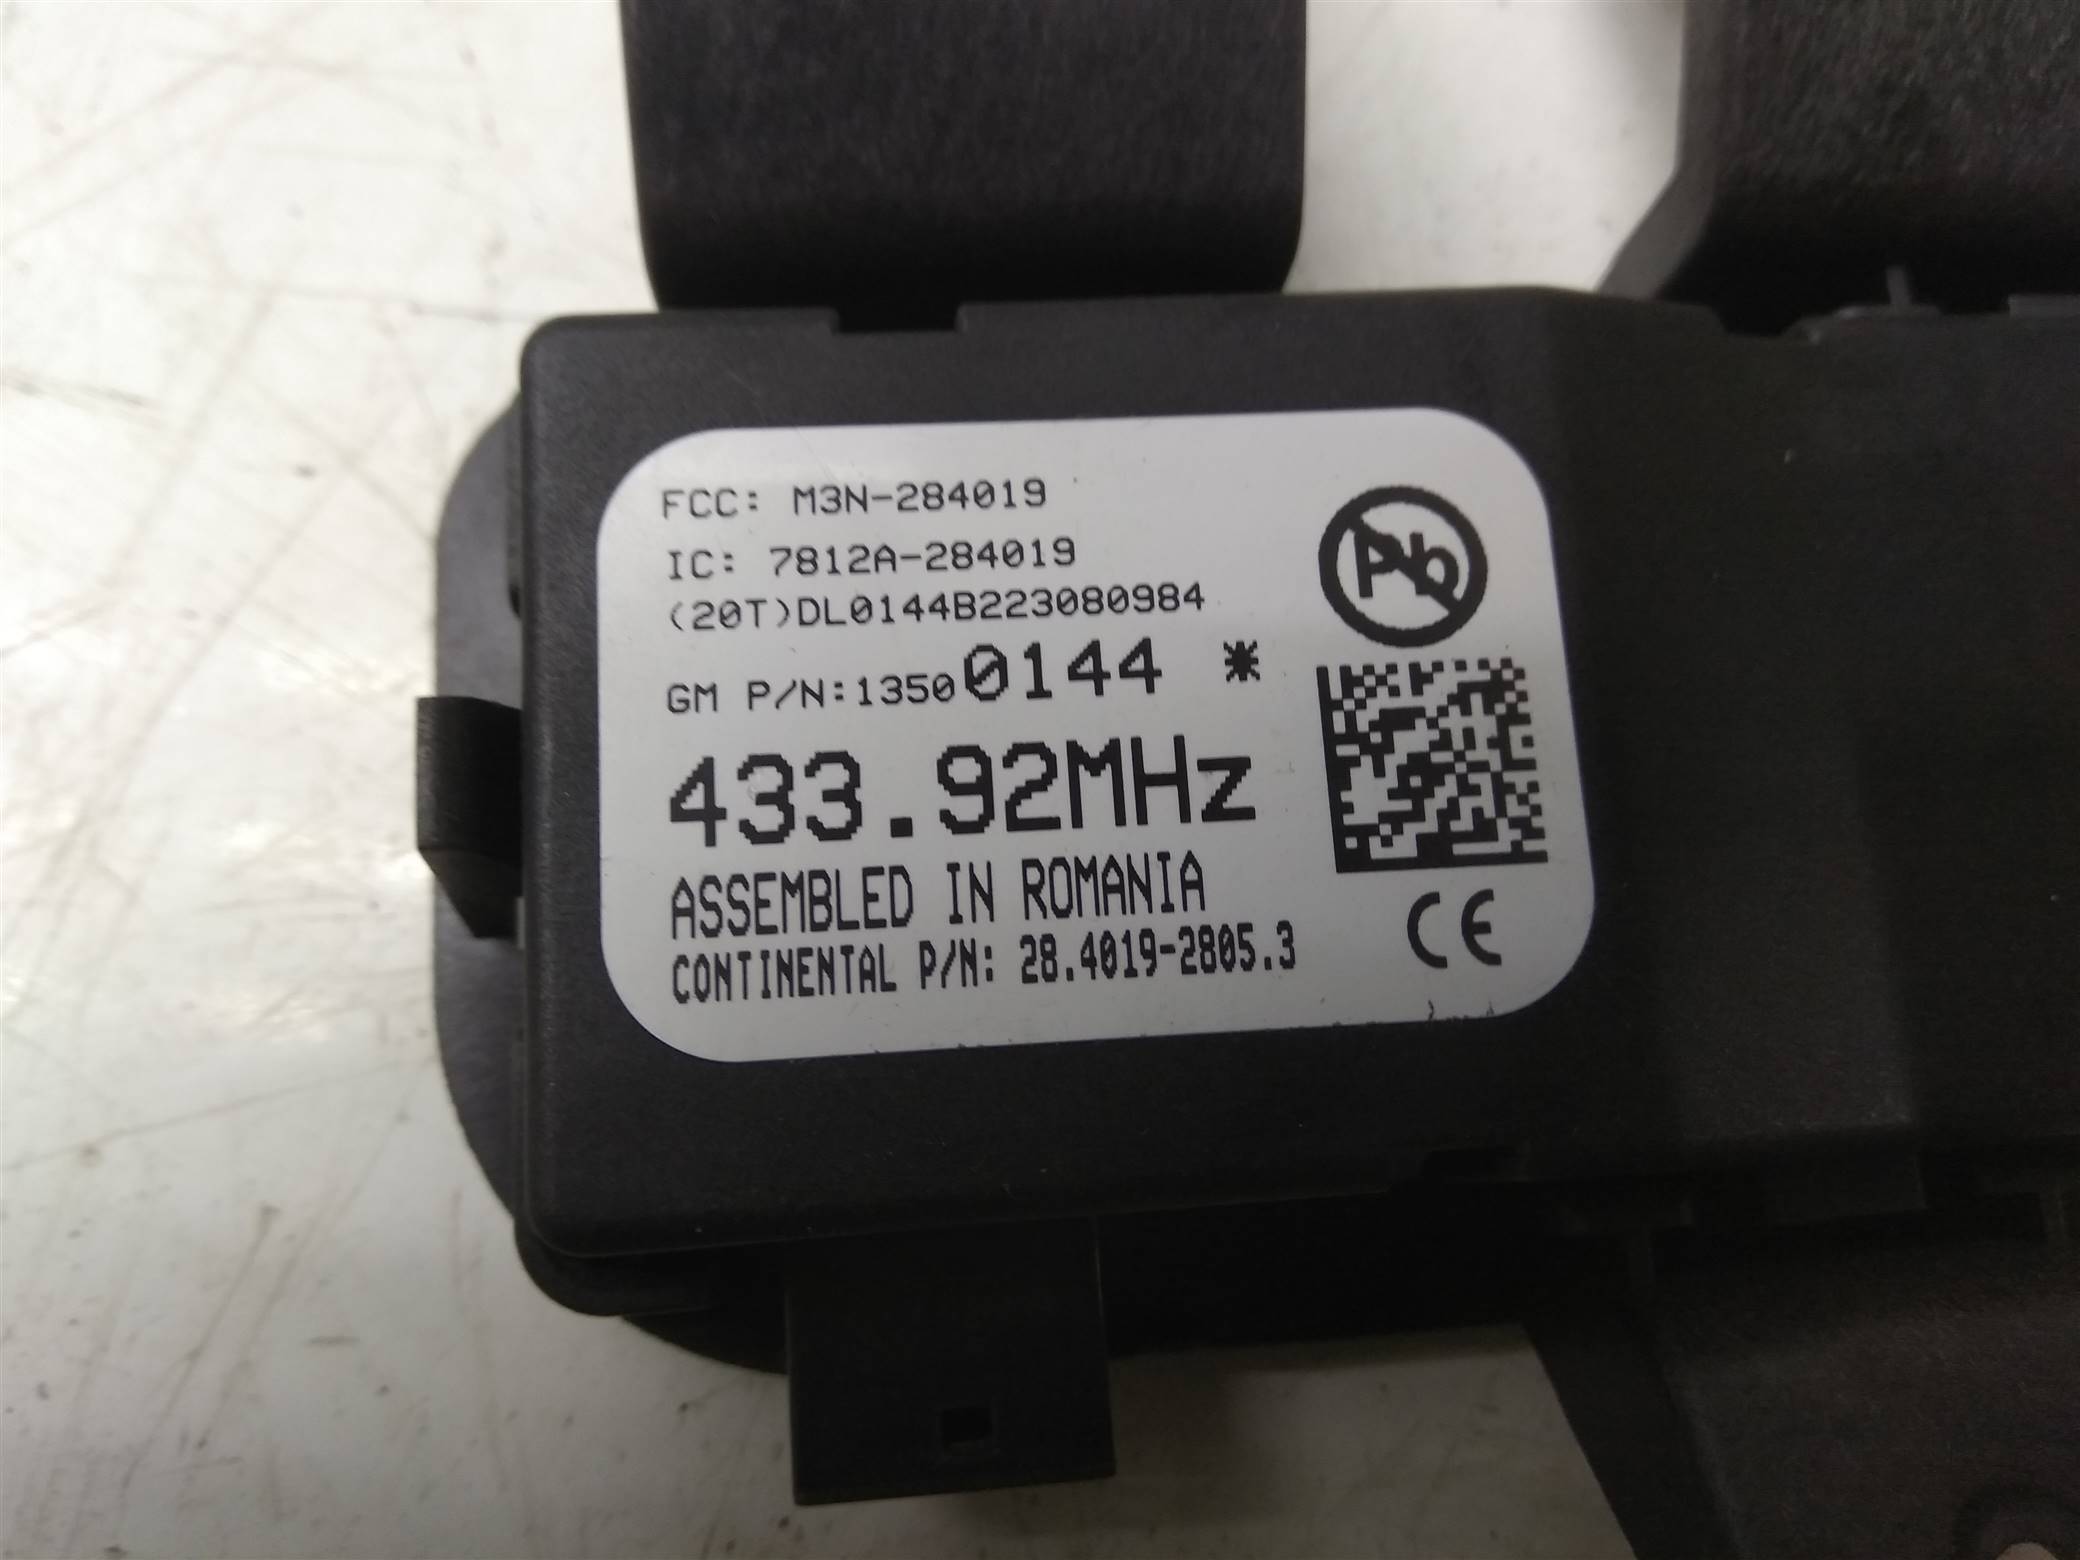 FCC: M3N-284019
IC: 7812A-284019
(20T)DL0144B223080984
GM P/N:13500144 *
433.92MHz
ASSEMBLED IN ROMANIA
CONTINENTAL P/N: 28.4019-2805.3
Pb
CE